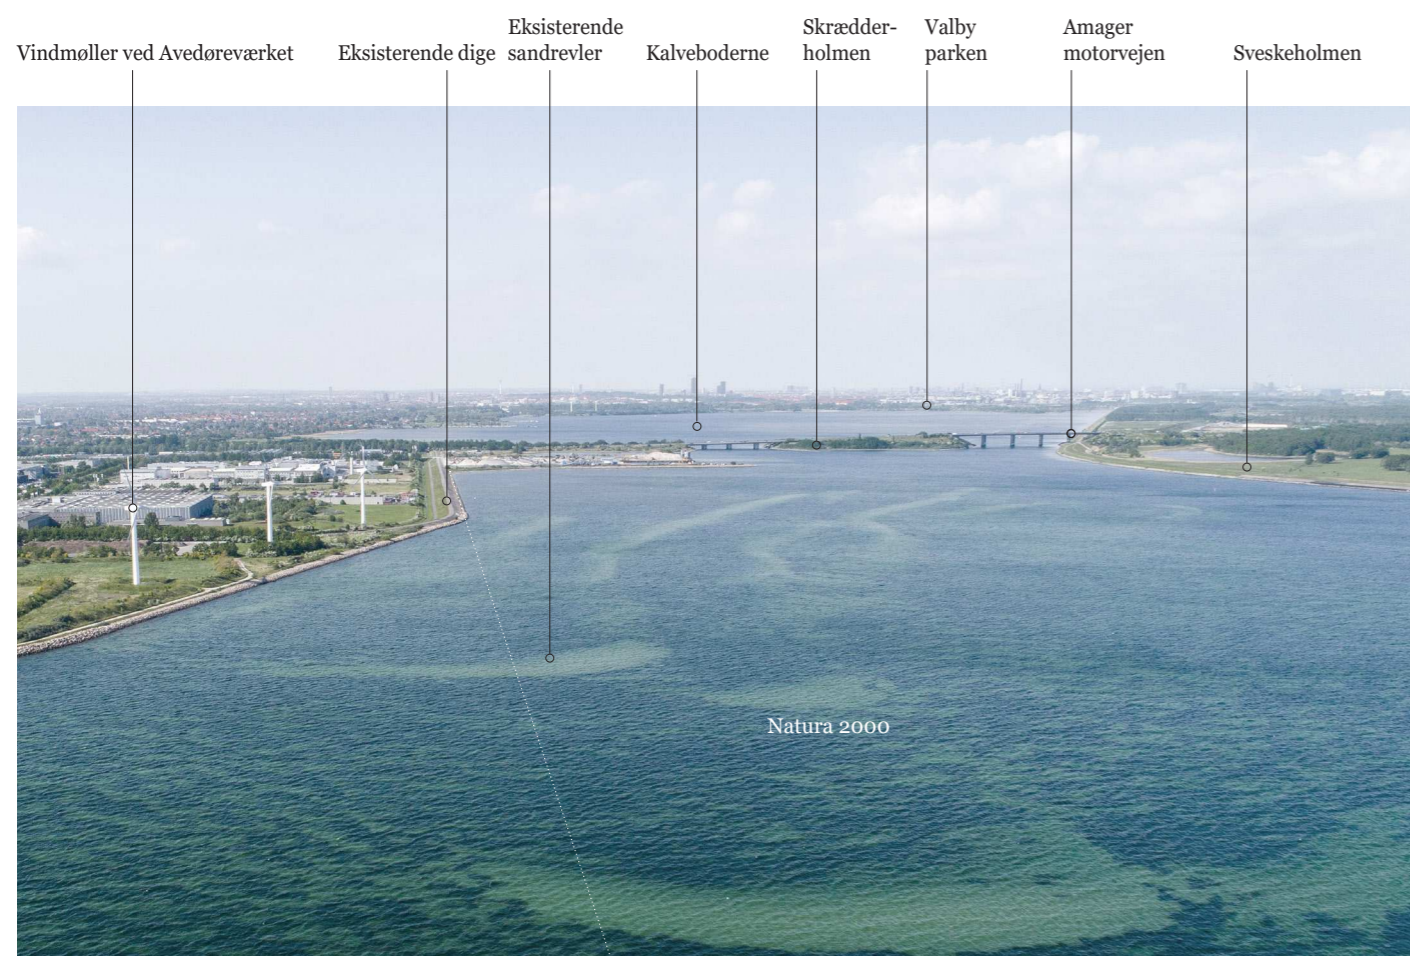 Vindmøller ved Avedøreværket
Eksisterende dige
Eksisterende
sandrevler
Kalveboderne
Skrædder-
holmen
Valby
parken
Amager
motorvejen
Sveskeholmen
Natura 2000